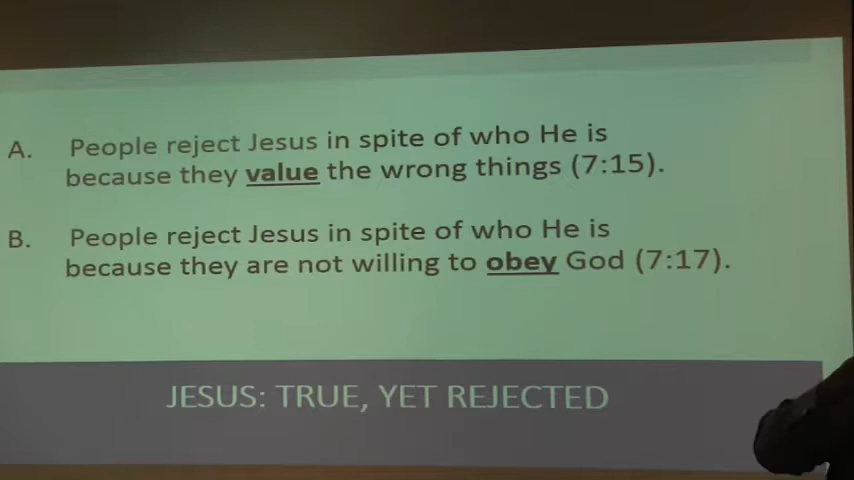 A. People reject Jesus in spite of who He is
because they value the wrong things (7:15).
B. People reject Jesus in spite of who He is
because they are not willing to obey God (7:17).
JESUS: TRUE, YET REJECTED